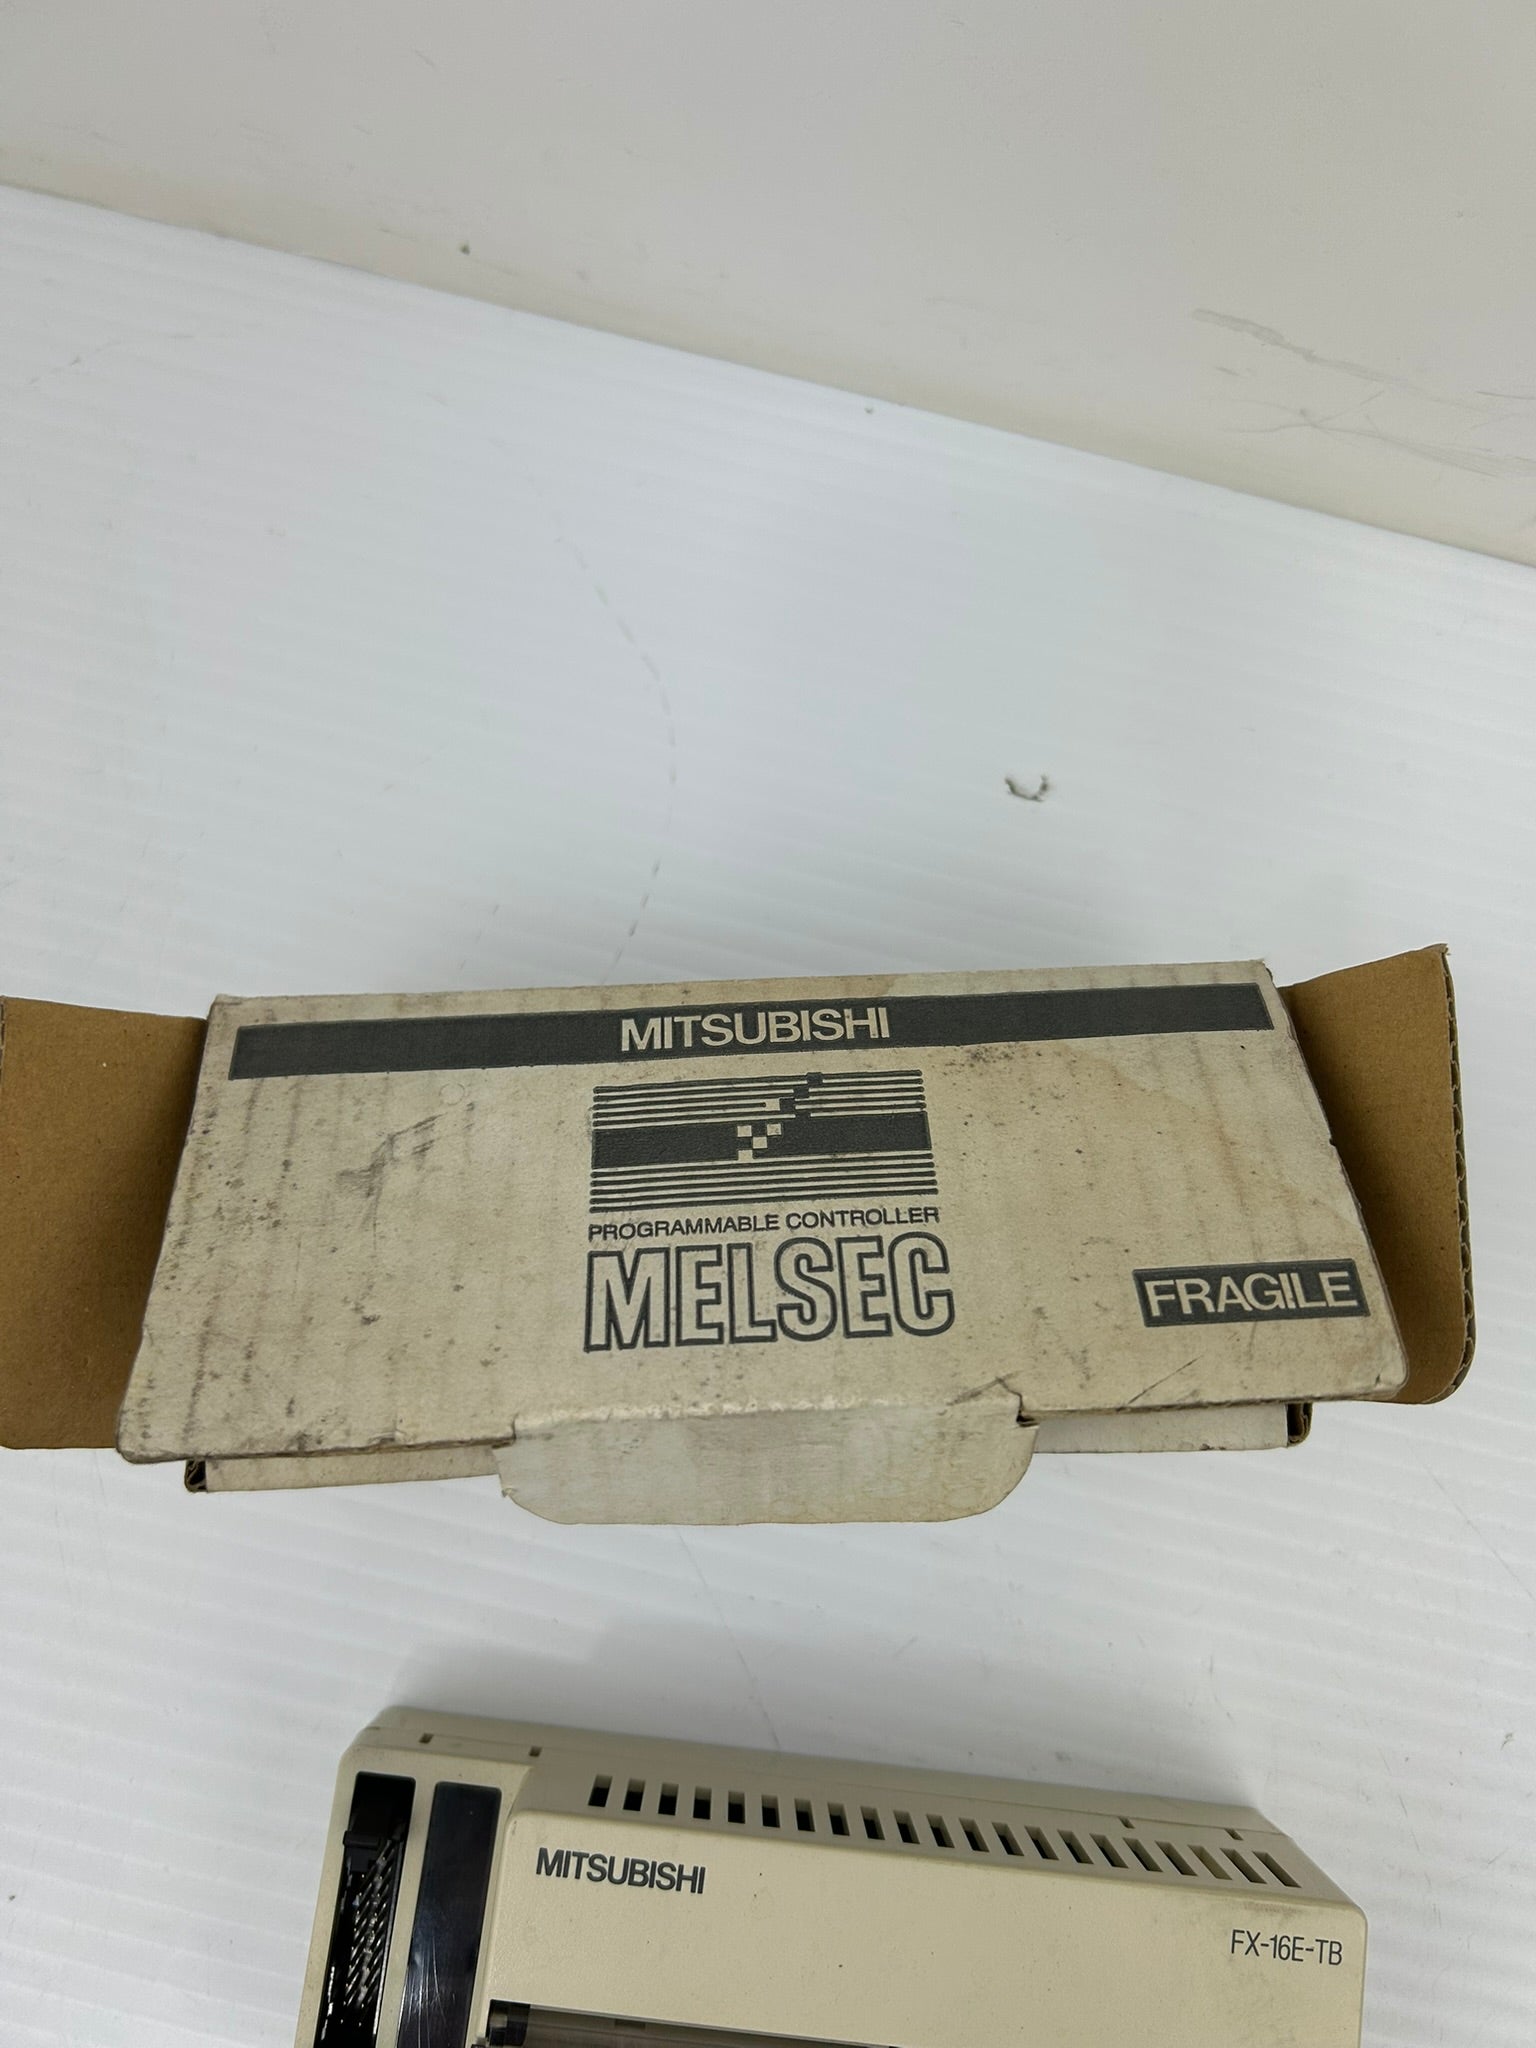 MITSUBISHI
PROGRAMMABLE CONTROLLER
MELSEC
FRAGILE
MITSUBISHI
FX-16E-TB